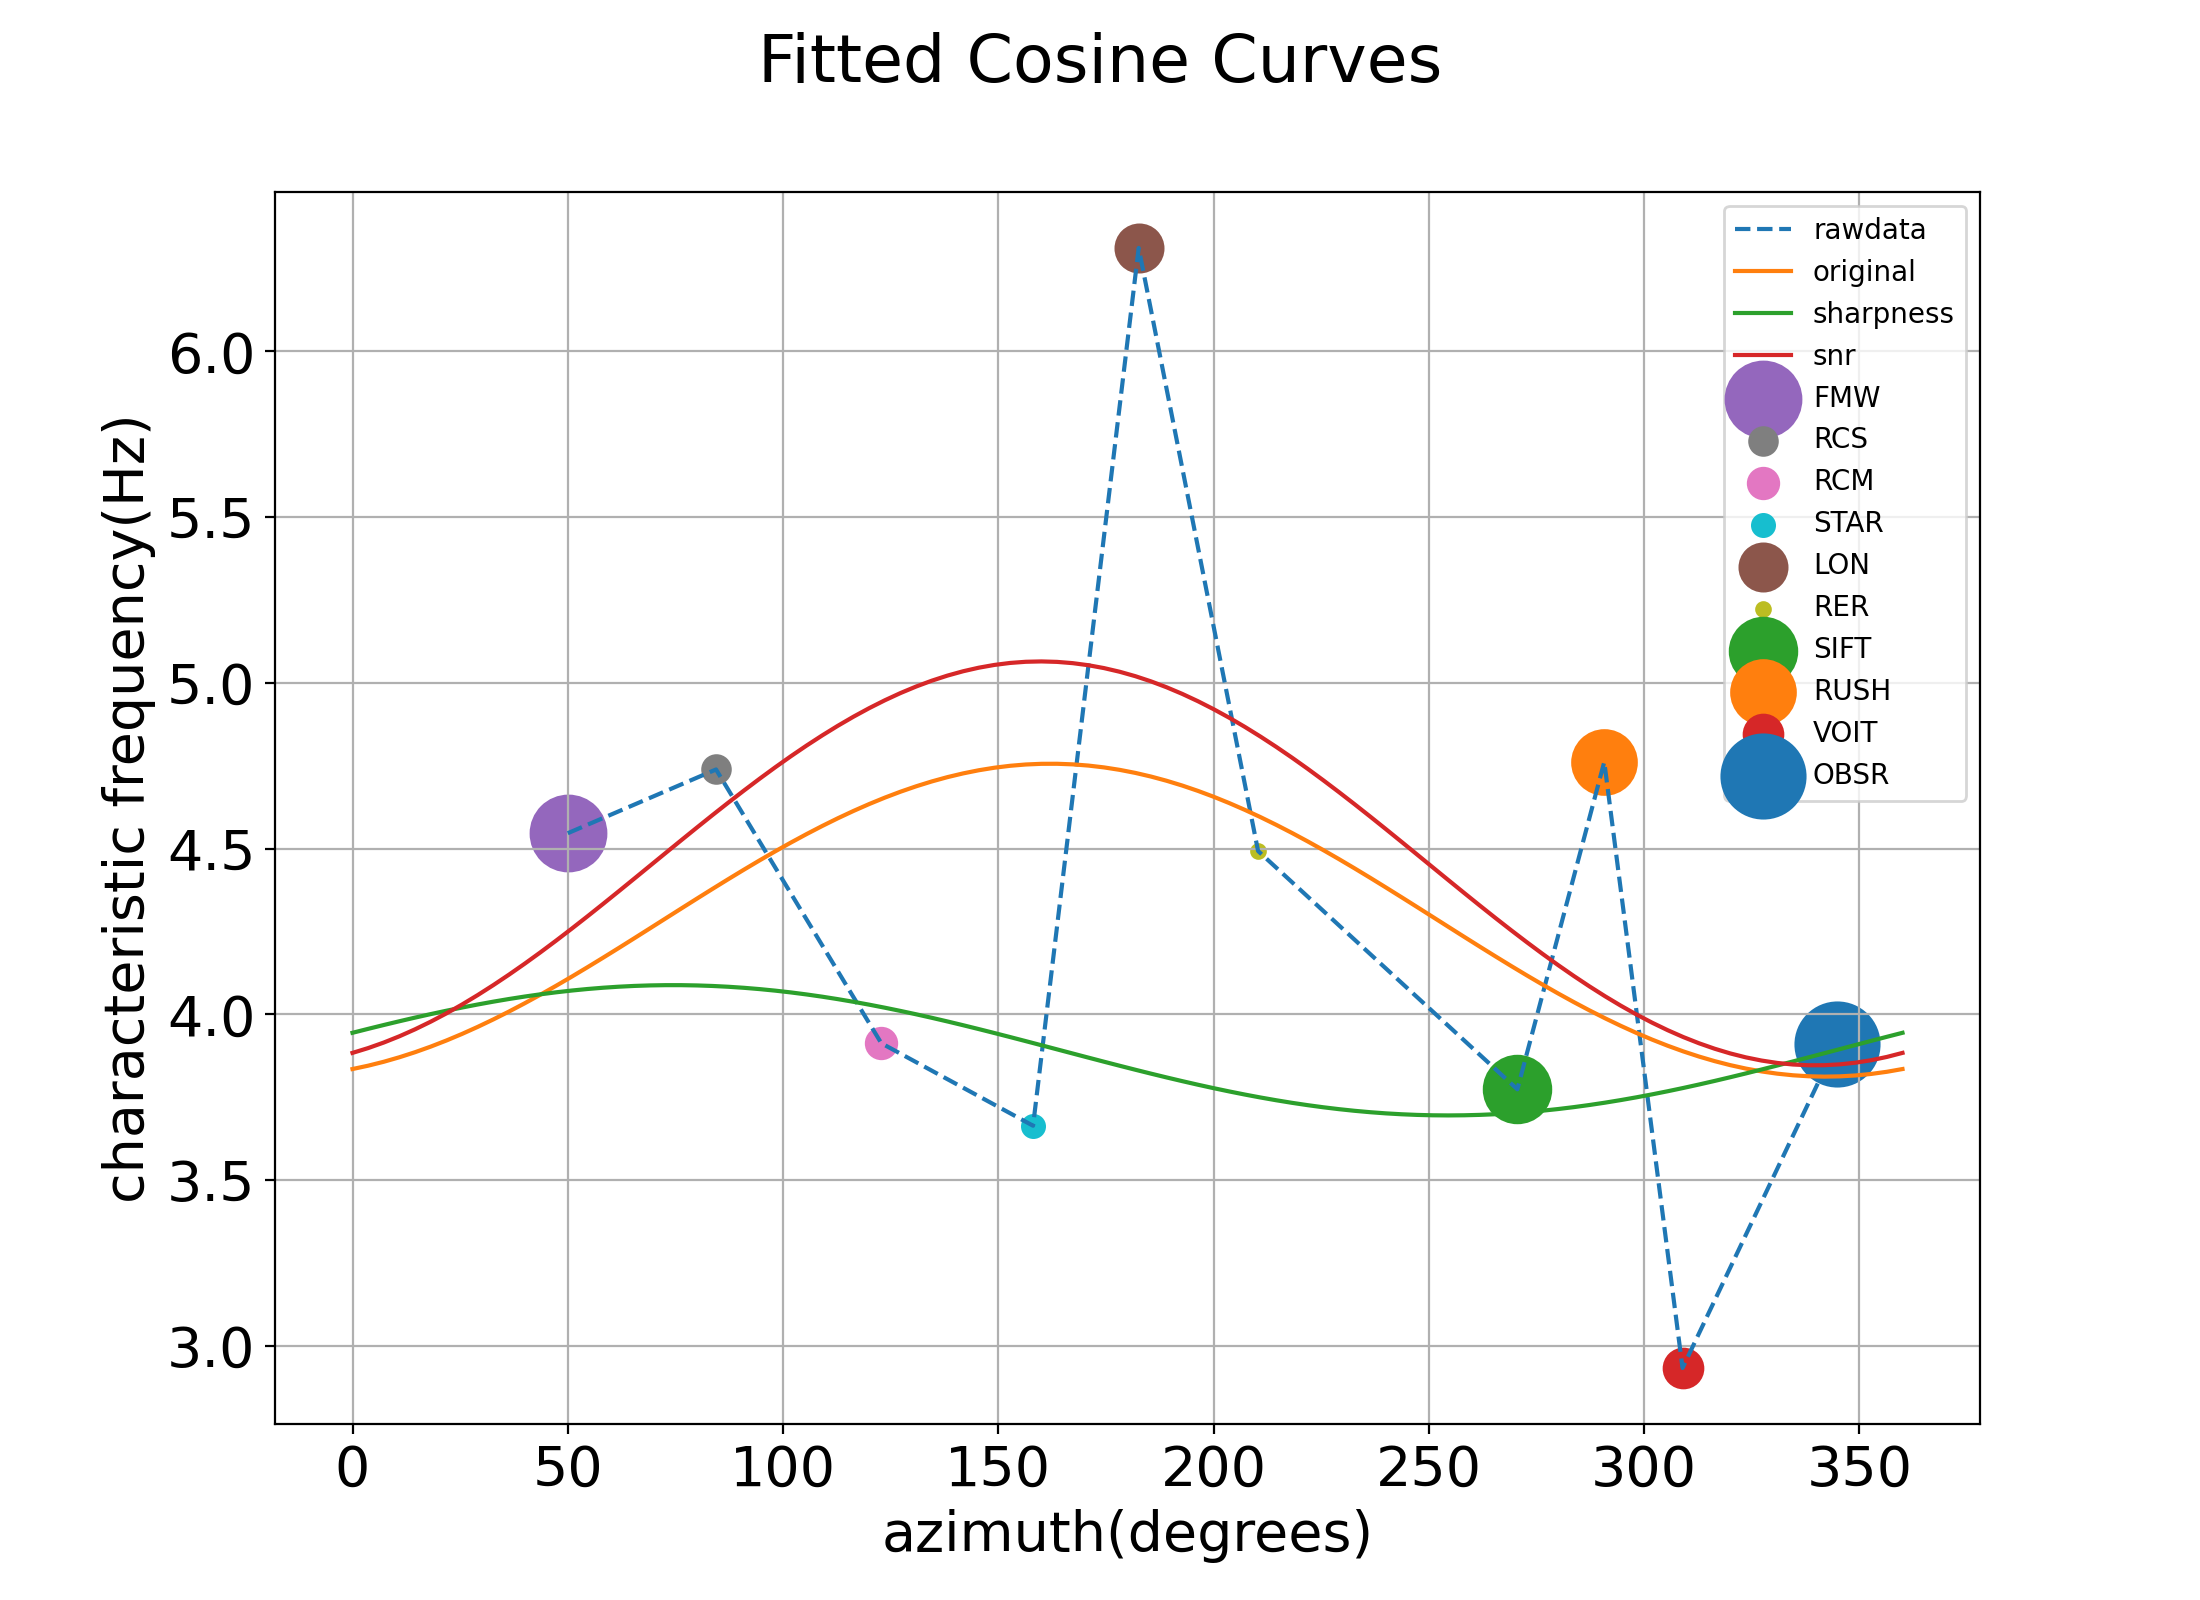 Fitted Cosine Curves
characteristic frequency(Hz)
6.0
5.5
5.0
4.5
4.0
3.5
3.0
rawdata
original
sharpness
snr
FMW
RCS
RCM
STAR
LON
RER
SIFT
RUSH
VOIT
OBSR
0 50 100 150 200 250 300 350
azimuth(degrees)